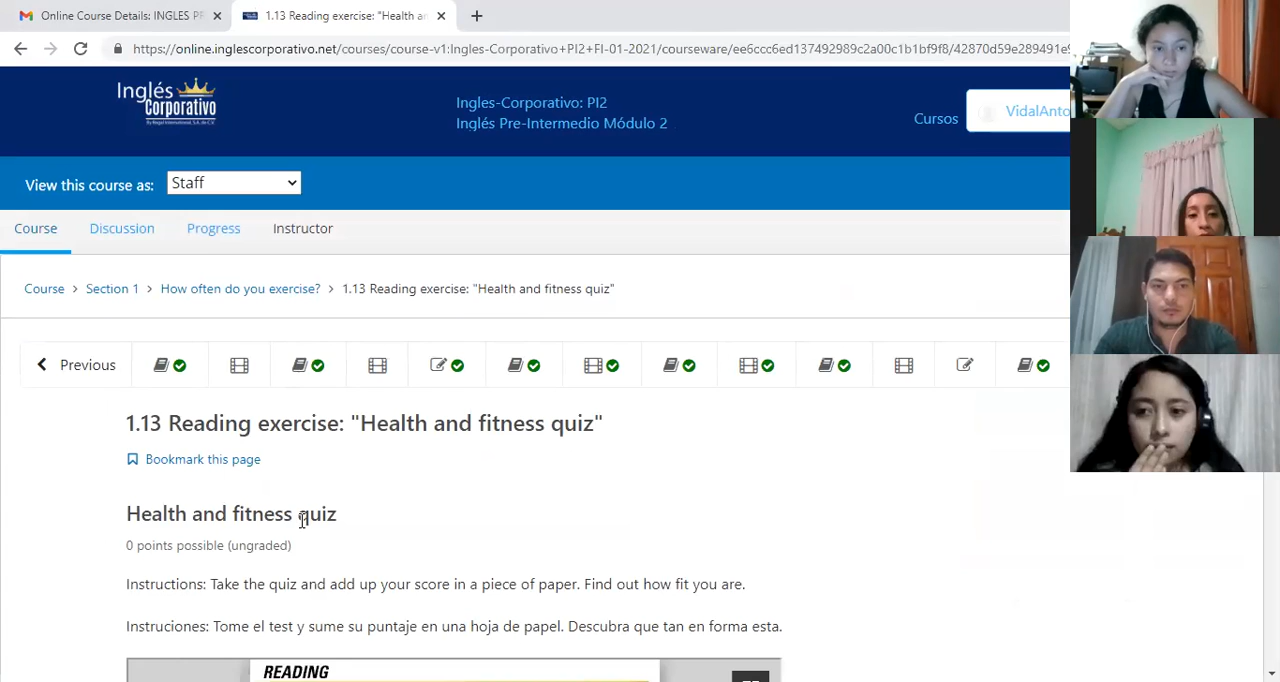 Online Course Details: INGLES PR
1.13 Reading exercise: "Health an
https://online.inglescorporativo.net/courses/course-v1:Ingles-Corporativo+PI2+FI-01-2021/courseware/ee6ccc6ed137492989c2a00c1b1bf9f8/42870d59e289491e9
Inglés
Corporativo
Ingles-Corporativo: PI2
Inglés Pre-Intermedio Módulo 2
Cursos
VidalAnto
View this course as:
Staff
Course
Discussion
Progress
Instructor
Course > Section 1 > How often do you exercise? > 1.13 Reading exercise: "Health and fitness quiz"
Previous
1.13 Reading exercise: "Health and fitness quiz"
Bookmark this page
Health and fitness quiz
0 points possible (ungraded)
Instructions: Take the quiz and add up your score in a piece of paper. Find out how fit you are.
Instruciones: Tome el test y sume su puntaje en una hoja de papel. Descubra que tan en forma esta.
READING